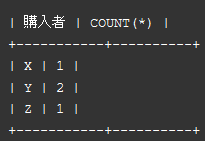 | 購入者 | COUNT(*) |
+-----------+----------+
| X | 1 |
| Y | 2 |
| Z | 1 |
+-----------+----------+